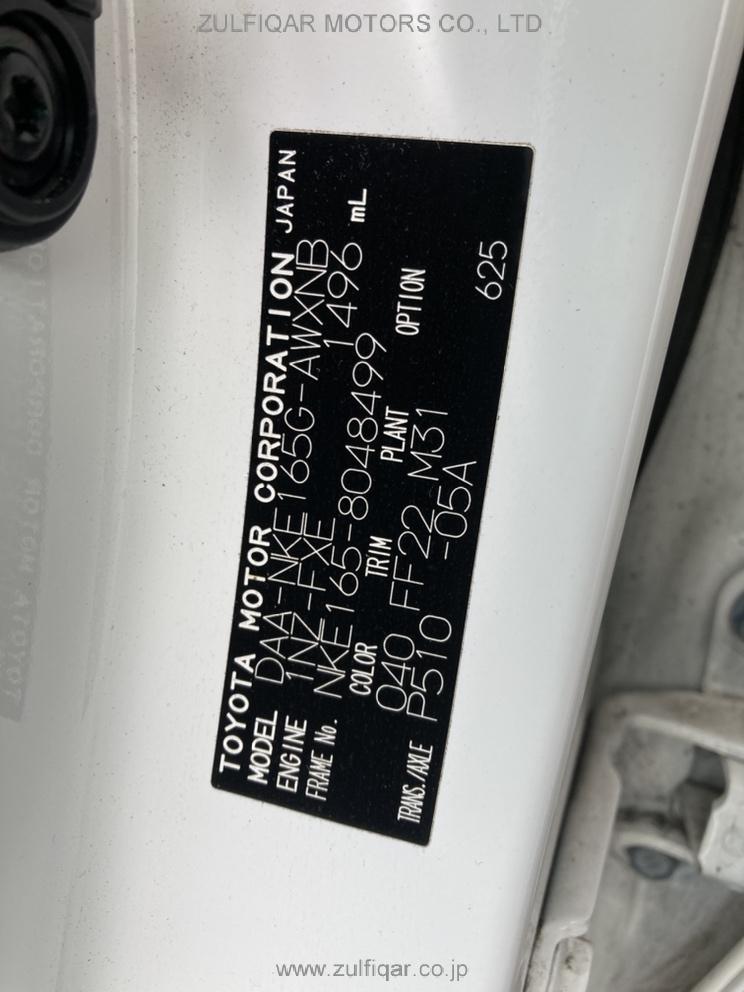 ZULFIQAR MOTORS CO., LTD
TOYOTA MOTOR CORPORATION JAPAN
MODEL DAA-NKE165G-AWXNB
ENGINE 1NZ-FXE 1496 mL
FRAME No. NKE165-8048499
COLOR TRIM PLANT OPTION
040 FF22 M31
TRANS./AXLE P510 -05A
625
www.zulfiqar.co.jp